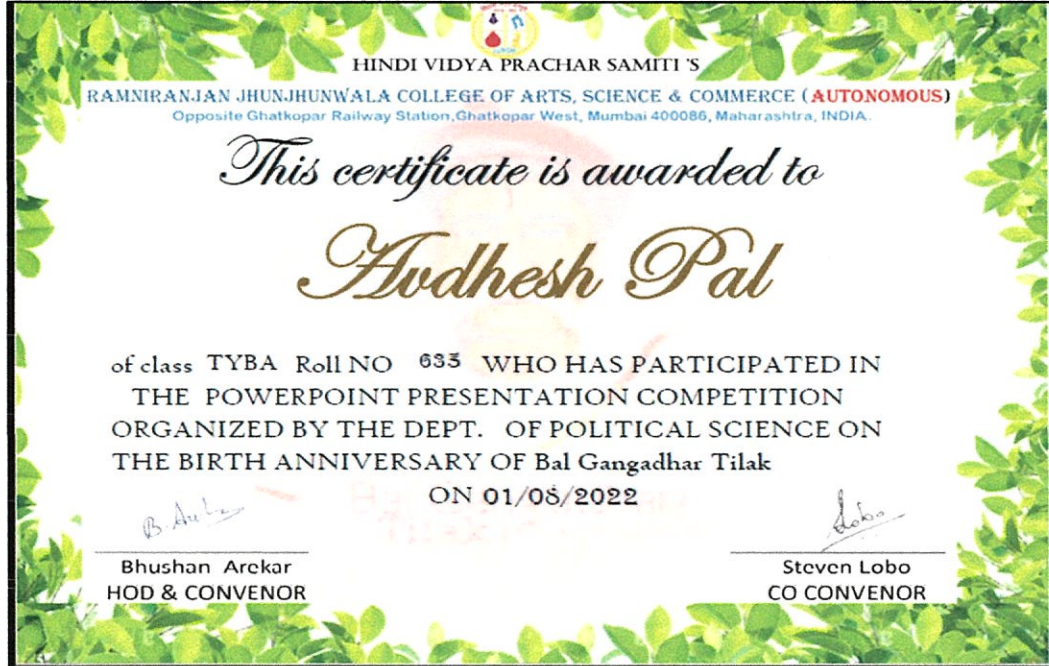 HINDI VIDYA PRACHAR SAMITI 'S
RAMNIRANJAN JHUNJHUNWALA COLLEGE OF ARTS, SCIENCE & COMMERCE (AUTONOMOUS)
Opposite Ghatkopar Railway Station,Ghatkopar West, Mumbai 400086, Maharashtra, INDIA.
This certificate is awarded to
Avdhesh Pal
of class TYBA Roll NO 635 WHO HAS PARTICIPATED IN
THE POWERPOINT PRESENTATION COMPETITION
ORGANIZED BY THE DEPT. OF POLITICAL SCIENCE ON
THE BIRTH ANNIVERSARY OF Bal Gangadhar Tilak
ON 01/08/2022
B. Arekar
Lobo
Bhushan Arekar
Steven Lobo
HOD & CONVENOR
CO CONVENOR